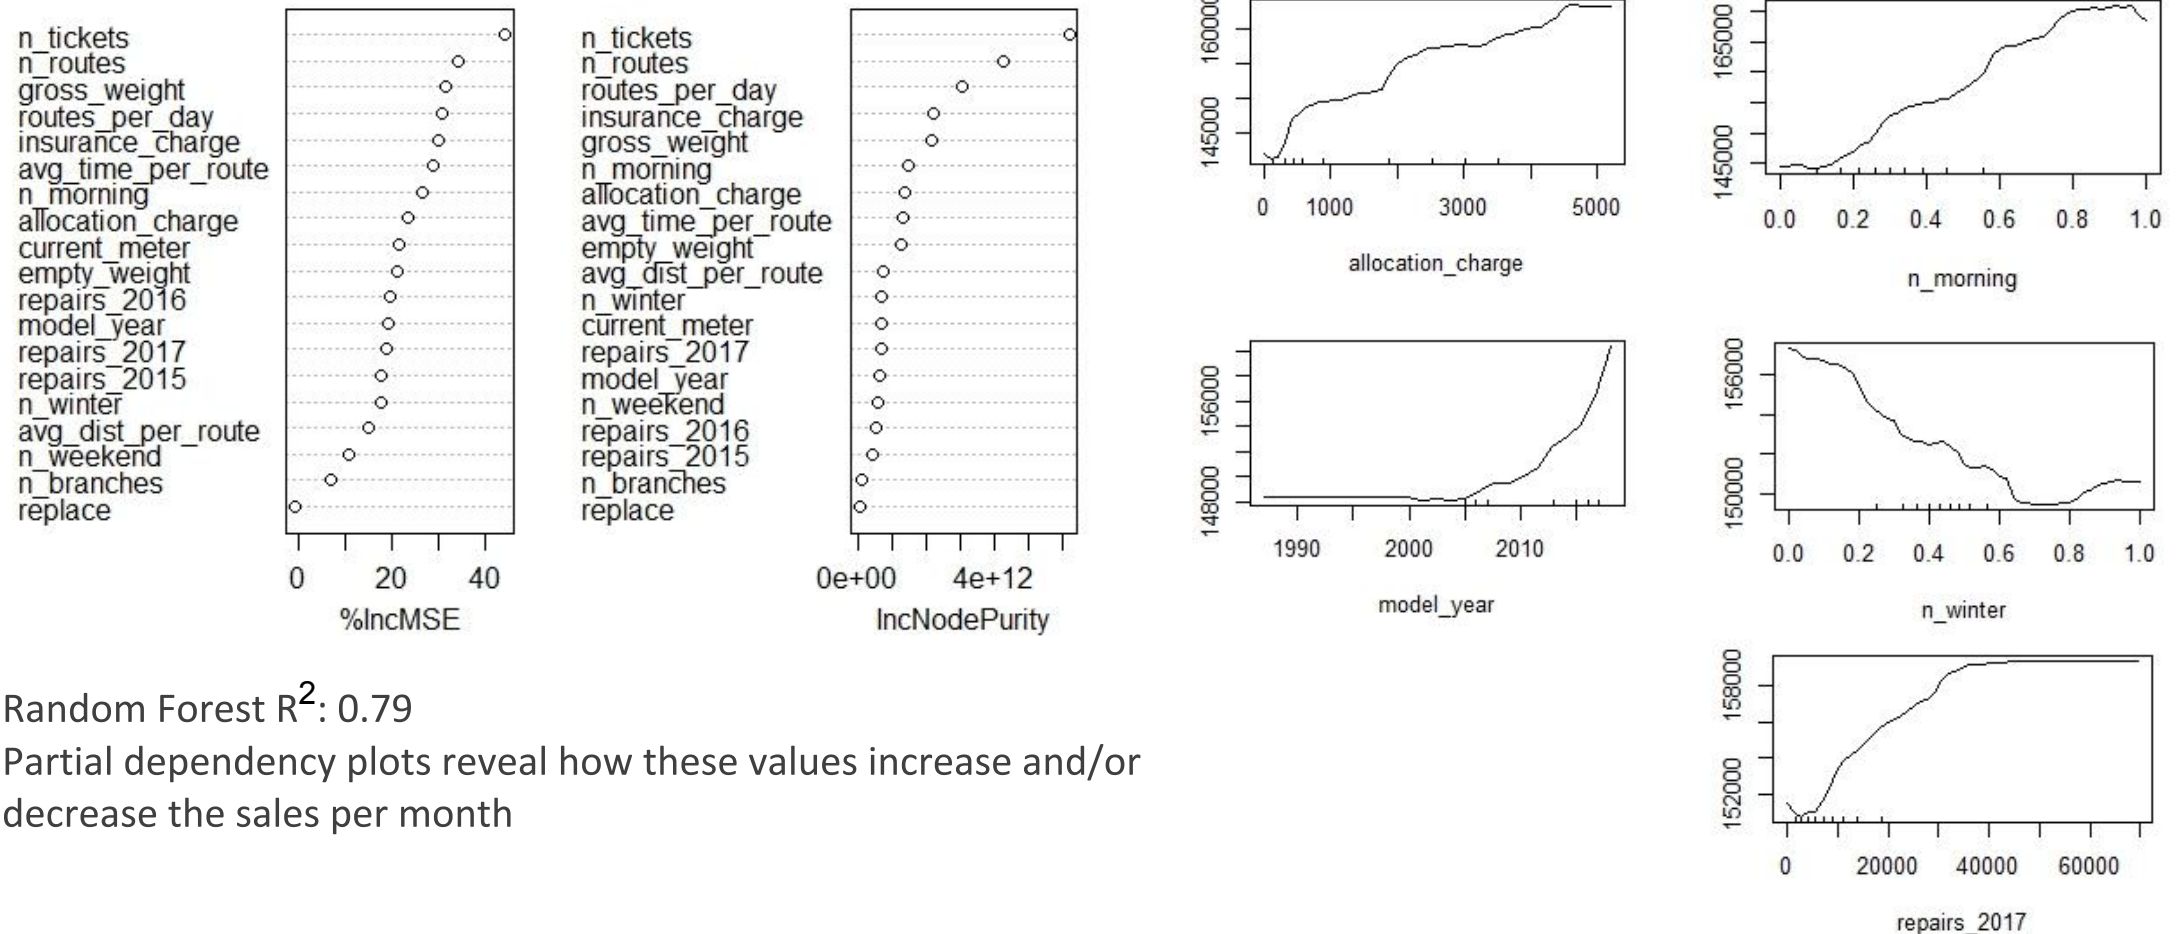 n_tickets
n_routes
gross_weight
routes_per_day
insurance_charge
avg_time_per_route
n_morning
allocation_charge
current_meter
empty_weight
repairs_2016
model_year
repairs_2017
repairs_2015
n_winter
avg_dist_per_route
n_weekend
n_branches
replace
0 20 40
%IncMSE
n_tickets
n_routes
routes_per_day
insurance_charge
gross_weight
n_morning
allocation_charge
avg_time_per_route
empty_weight
avg_dist_per_route
n_winter
current_meter
repairs_2017
model_year
n_weekend
repairs_2016
repairs_2015
n_branches
replace
0e+00 4e+12
IncNodePurity
145000 160000
0 1000 3000 5000
allocation_charge
145000 165000
0.0 0.2 0.4 0.6 0.8 1.0
n_morning
148000 156000
1990 2000 2010
model_year
150000 156000
0.0 0.2 0.4 0.6 0.8 1.0
n_winter
152000 158000
0 20000 40000 60000
repairs_2017
Random Forest R²: 0.79
Partial dependency plots reveal how these values increase and/or
decrease the sales per month